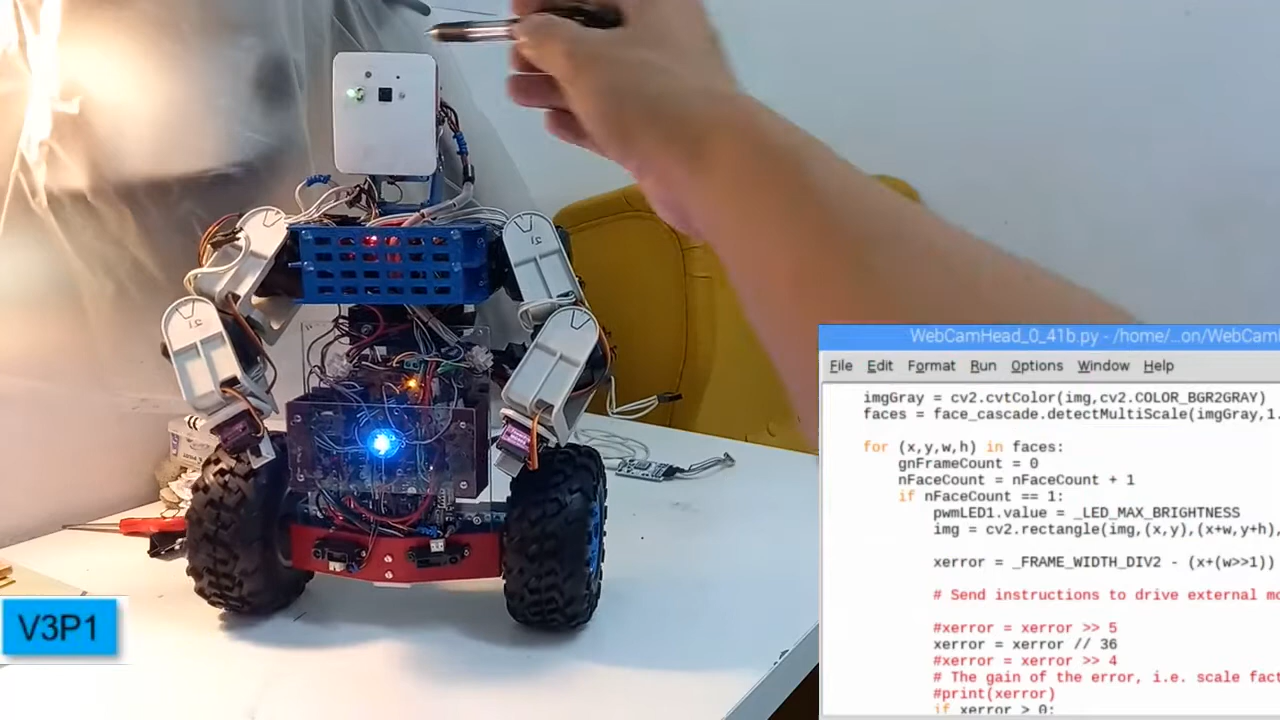 V3P1
WebCamHead_0_41b.py - /home/...on/WebCam
File Edit Format Run Options Window Help
imgGray = cv2.cvtColor(img,cv2.COLOR_BGR2GRAY)
faces = face_cascade.detectMultiScale(imgGray,1.
for (x,y,w,h) in faces:
gnFrameCount = 0
nFaceCount = nFaceCount + 1
if nFaceCount == 1:
pwmLED1.value = _LED_MAX_BRIGHTNESS
img = cv2.rectangle(img,(x,y),(x+w,y+h),
xerror = _FRAME_WIDTH_DIV2 - (x+(w>>1))
# Send instructions to drive external mo
#xerror = xerror >> 5
xerror = xerror // 36
#xerror = xerror >> 4
# The gain of the error, i.e. scale fact
#print(xerror)
if xerror > 0: